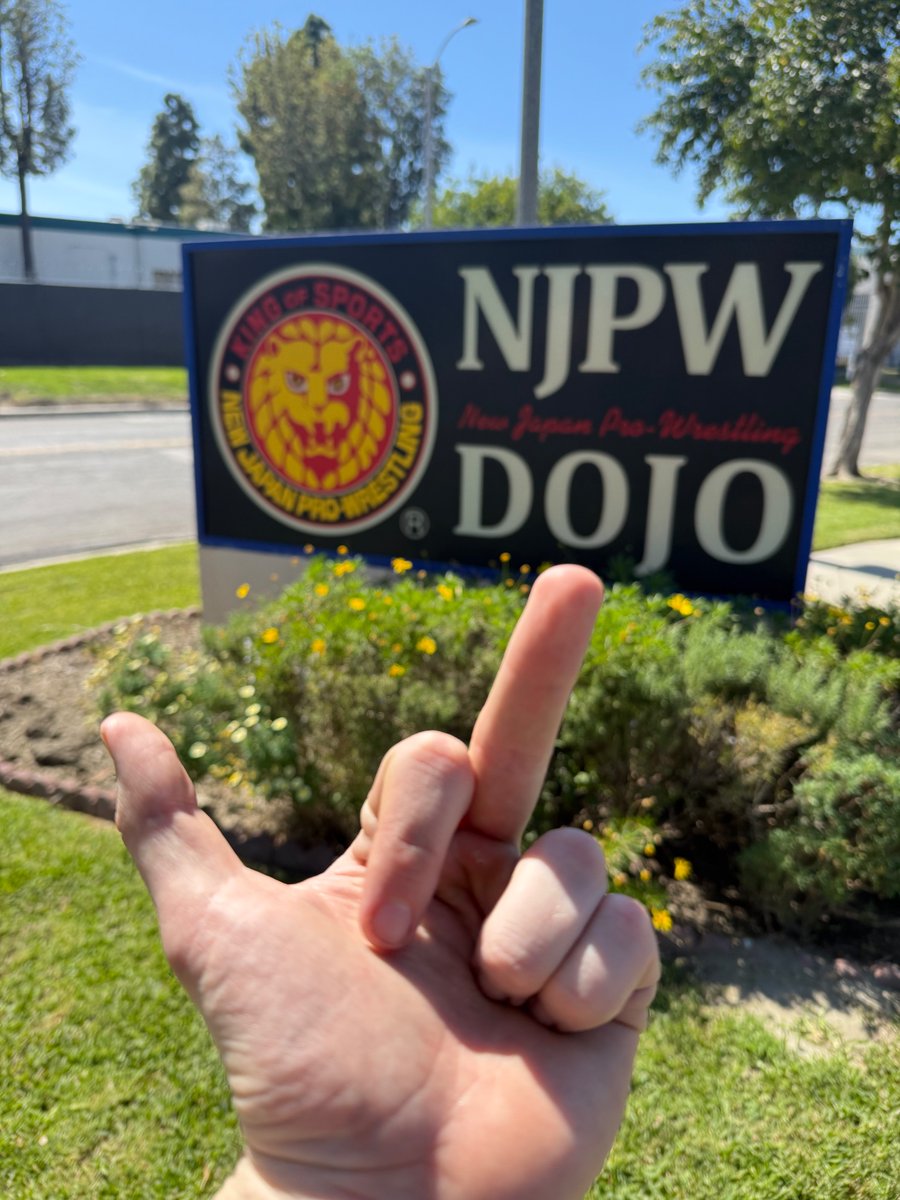 KING OF SPORTS
NEW JAPAN PRO-WRESTLING
®
NJPW
New Japan Pro-Wrestling
DOJO